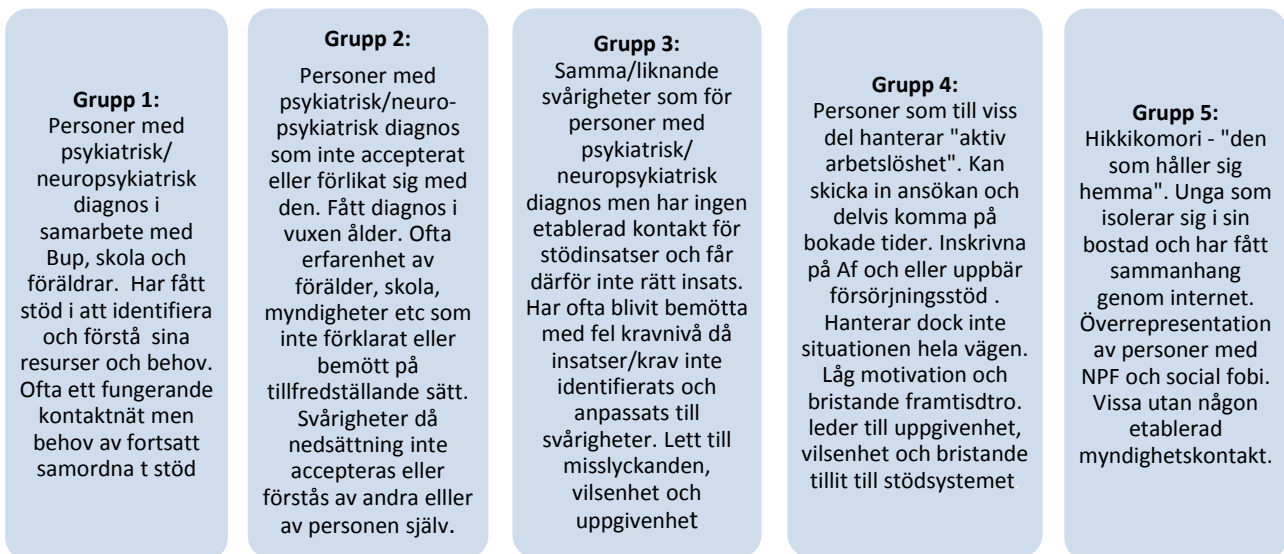 Grupp 1:
Personer med
psykiatrisk/
neuropsykiatrisk
diagnos i
samarbete med
Bup, skola och
föräldrar.  Har fått
stöd i att identifiera
och förstå  sina
resurser och behov.
Ofta ett fungerande
kontaktnät men
behov av fortsatt
samordna t stöd
Grupp 2:
Personer med
psykiatrisk/neuro-
psykiatrisk diagnos
som inte accepterat
eller förlikat sig med
den. Fått diagnos i
vuxen ålder. Ofta
erfarenhet av
förälder, skola,
myndigheter etc som
inte förklarat eller
bemött på
tillfredställande sätt.
Svårigheter då
nedsättning inte
accepteras eller
förstås av andra elller
av personen själv.
Grupp 3:
Samma/liknande
svårigheter som för
personer med
psykiatrisk/
neuropsykiatrisk
diagnos men har ingen
etablerad kontakt för
stödinsatser och får
därför inte rätt insats.
Har ofta blivit bemötta
med fel kravnivå då
insatser/krav inte
identifierats och
anpassats till
svårigheter. Lett till
misslyckanden,
vilsenhet och
uppgivenhet
Grupp 4:
Personer som till viss
del hanterar "aktiv
arbetslöshet". Kan
skicka in ansökan och
delvis komma på
bokade tider. Inskrivna
på Af och eller uppbär
försörjningsstöd .
Hanterar dock inte
situationen hela vägen.
Låg motivation och
bristande framtisdtro.
leder till uppgivenhet,
vilsenhet och bristande
tillit till stödsystemet
Grupp 5:
Hikkikomori - "den
som håller sig
hemma". Unga som
isolerar sig i sin
bostad och har fått
sammanhang
genom internet.
Överrepresentation
av personer med
NPF och social fobi.
Vissa utan någon
etablerad
myndighetskontakt.